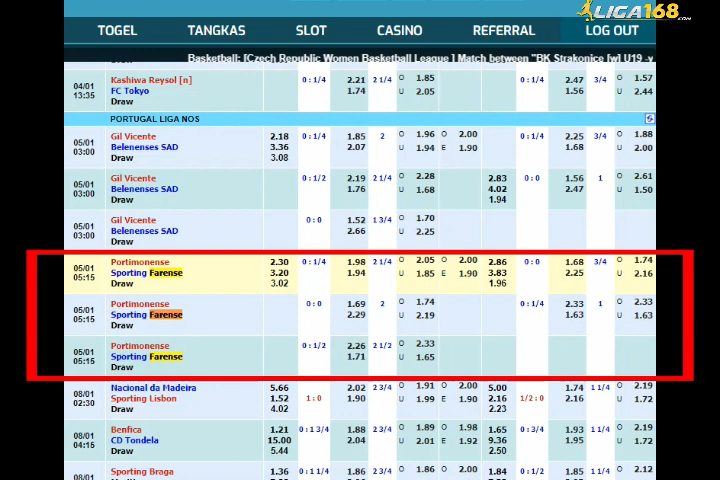 LIGA168.COM
TOGEL TANGKAS SLOT CASINO REFERRAL LOG OUT
Basketball: [Czech Republic Women Basketball League ] Match between "BK Strakonice [w] U19 -v
Draw
04/01 13:35 Kashiwa Reysol [n] 0 : 1/4 2.21 2 1/4 O 1.85 2.47 3/4 O 1.57
FC Tokyo 1.74 U 2.05 1.56 U 2.44
Draw
PORTUGAL LIGA NOS
05/01 03:00 Gil Vicente 2.18 0 : 1/4 1.85 2 O 1.96 O 2.00 0 : 1/4 2.25 3/4 O 1.88
Belenenses SAD 3.36 2.07 U 1.94 E 1.90 1.68 U 2.00
Draw 3.08
05/01 03:00 Gil Vicente 0 : 1/2 2.19 2 1/4 O 2.28 2.83 0 : 0 1.56 1 O 2.61
Belenenses SAD 1.76 U 1.68 4.02 2.47 U 1.50
Draw 1.94
05/01 03:00 Gil Vicente 0 : 0 1.52 1 3/4 O 1.70
Belenenses SAD 2.66 U 2.25
Draw
05/01 05:15 Portimonense 2.30 0 : 1/4 1.98 2 1/4 O 2.05 O 2.00 2.86 0 : 0 1.68 3/4 O 1.74
Sporting Farense 3.20 1.94 U 1.85 E 1.90 3.83 2.25 U 2.16
Draw 3.02 1.96
05/01 05:15 Portimonense 0 : 0 1.69 2 O 1.74 0 : 1/4 2.33 1 O 2.33
Sporting Farense 2.29 U 2.19 1.63 U 1.63
Draw
05/01 05:15 Portimonense 0 : 1/2 2.26 2 1/2 O 2.33
Sporting Farense 1.71 U 1.65
Draw
08/01 02:30 Nacional da Madeira 5.66 2.02 2 3/4 O 1.91 O 2.00 5.00 1.74 1 1/4 O 2.19
Sporting Lisbon 1.52 1 : 0 1.90 U 1.99 E 1.90 2.16 1/2 : 0 2.16 U 1.72
Draw 4.02 2.23
08/01 04:15 Benfica 1.21 0 : 1 3/4 1.88 2 3/4 O 1.89 O 1.98 1.65 0 : 3/4 1.93 1 1/4 O 2.19
CD Tondela 15.00 2.04 U 2.01 E 1.92 9.36 1.95 U 1.72
Draw 5.44 2.50
08/01 Sporting Braga 1.36 0 : 1 1/4 1.86 2 3/4 O 1.86 O 2.00 1.84 0 : 1/2 1.85 1 1/4 O 2.12